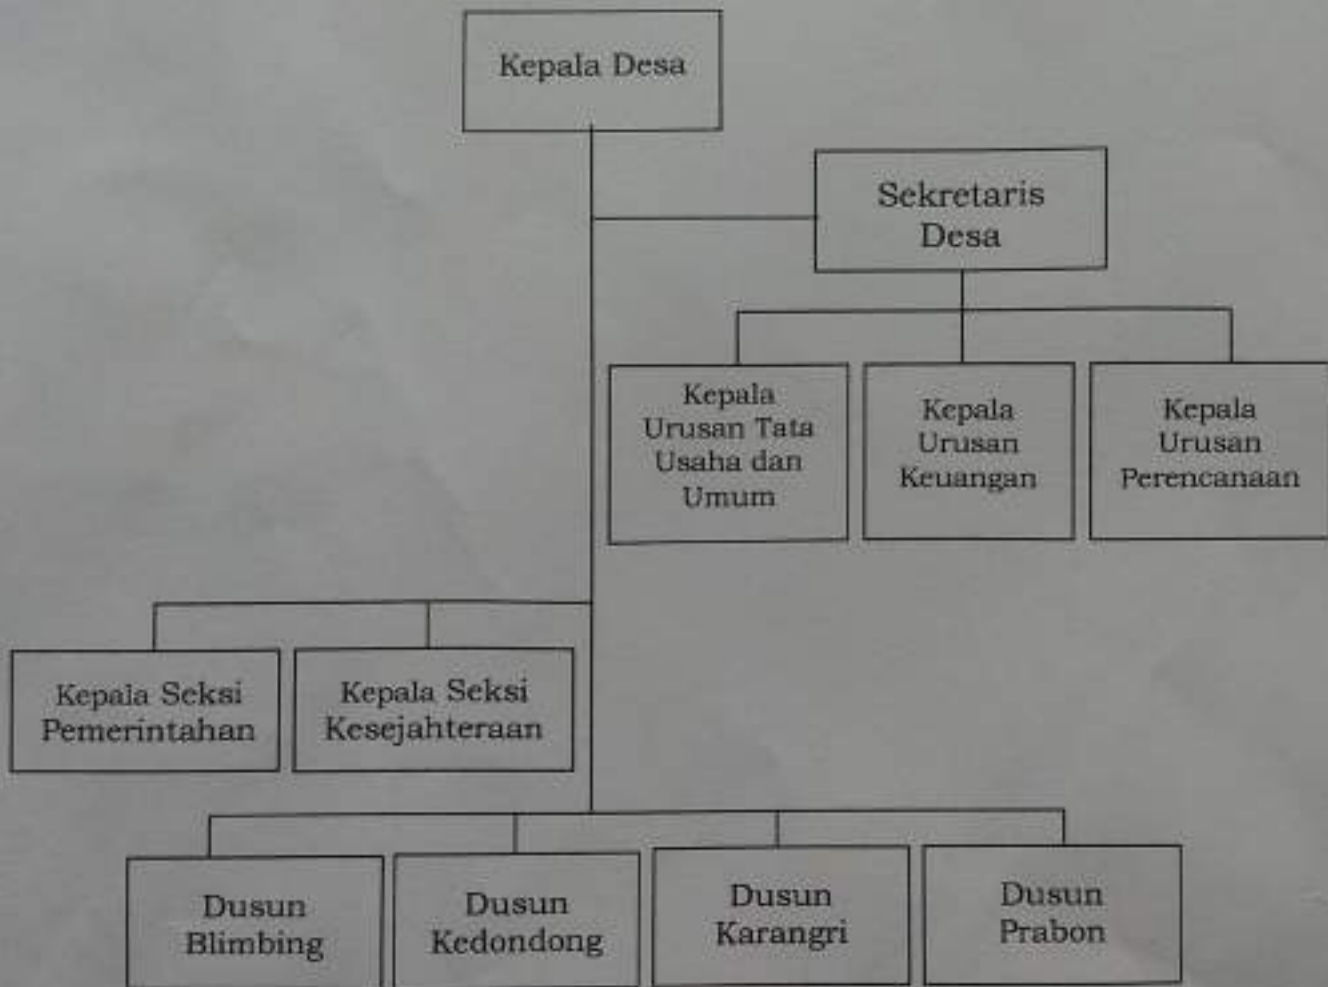 Kepala Desa
Sekretaris
Desa
Kepala
Urusan Tata
Usaha dan
Umum
Kepala
Urusan
Keuangan
Kepala
Urusan
Perencanaan
Kepala Seksi
Pemerintahan
Kepala Seksi
Kesejahteraan
Dusun
Blimbing
Dusun
Kedondong
Dusun
Karangri
Dusun
Prabon